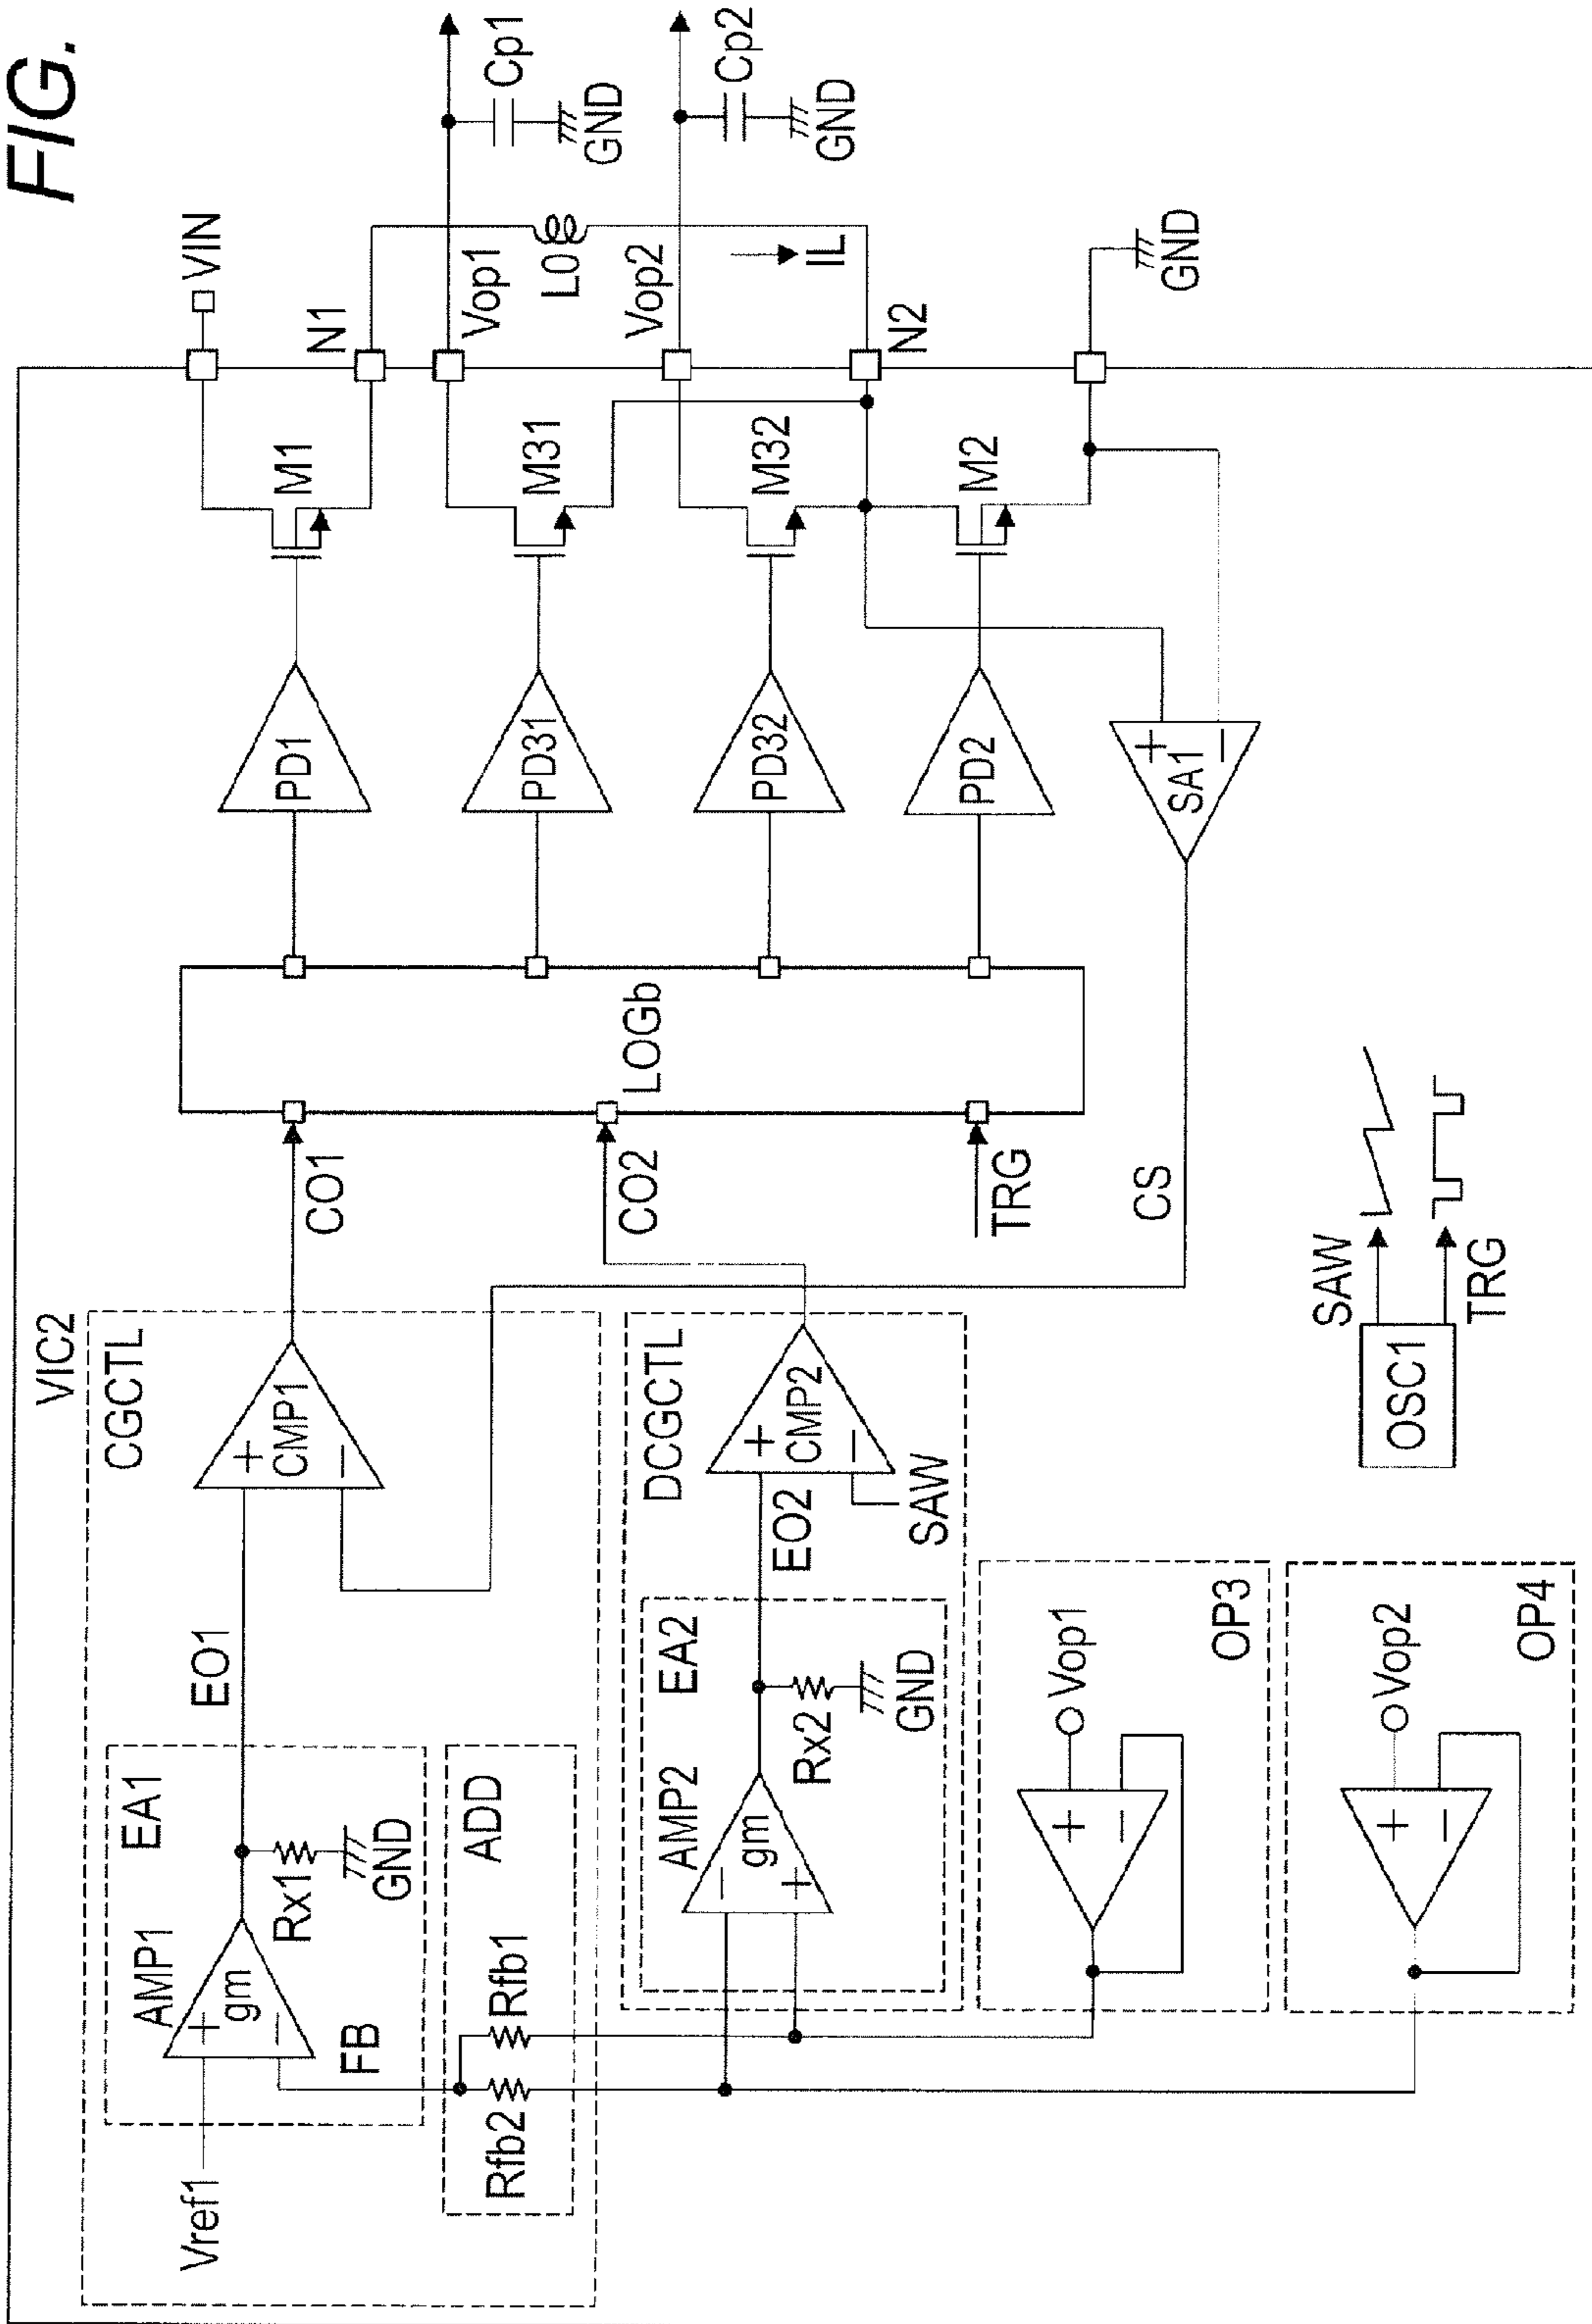 FIG.
VIC2
CGCTL
EA1
AMP1
gm
+
−
Vref1
FB
Rx1
GND
EO1
+
CMP1
−
CO1
ADD
Rfb2
Rfb1
DCGCTL
EA2
AMP2
gm
−
+
Rx2
GND
EO2
+
CMP2
−
SAW
CO2
TRG
LOGb
OP3
Vop1
+
−
OP4
Vop2
+
−
OSC1
SAW
TRG
CS
PD1
PD31
PD32
PD2
+
SA1
−
M1
M31
M32
M2
VIN
N1
Vop1
L0
Vop2
IL
N2
GND
Cp1
GND
Cp2
GND